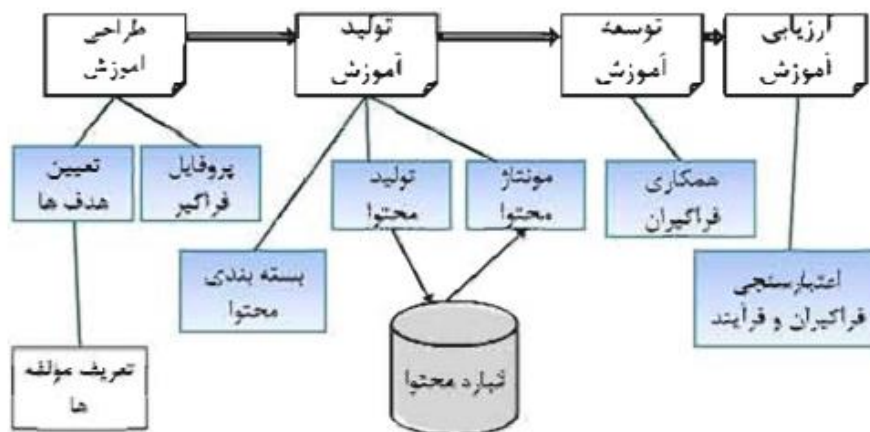 طراحی
اموزش
تولید
آموزش
توسعه
آموزش
ارزیابی
آموزش
تعیین
هدف ها
پروفایل
فراگیر
تولید
محتوا
مونتاژ
محتوا
همکاری
فراگیران
بسته بندی
محتوا
اعتبارسنجی
فراگیران و فرآیند
تعریف مولفه
ها
انبارد محتوا